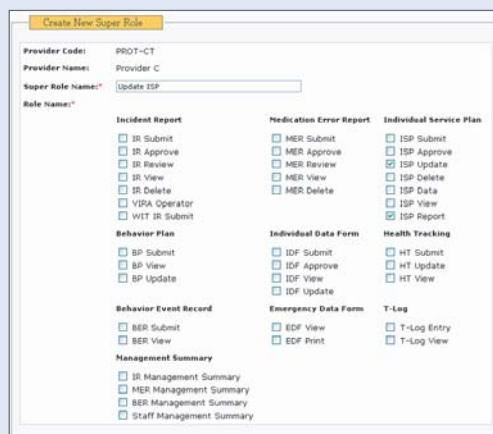 Create New Super Role
Provider Code: PROT-CT
Provider Name: Provider C
Super Role Name:* Update ISP
Role Name:*
Incident Report
IR Submit
IR Approve
IR Review
IR View
IR Delete
VIRA Operator
WIT IR Submit
Medication Error Report
MER Submit
MER Approve
MER Review
MER View
MER Delete
Individual Service Plan
ISP Submit
ISP Approve
ISP Update
ISP Delete
ISP Data
ISP View
ISP Report
Behavior Plan
BP Submit
BP View
BP Update
Individual Data Form
IDF Submit
IDF Approve
IDF View
IDF Update
Health Tracking
HT Submit
HT Update
HT View
Behavior Event Record
BER Submit
BER View
Emergency Data Form
EDF View
EDF Print
T-Log
T-Log Entry
T-Log View
Management Summary
IR Management Summary
MER Management Summary
BER Management Summary
Staff Management Summary